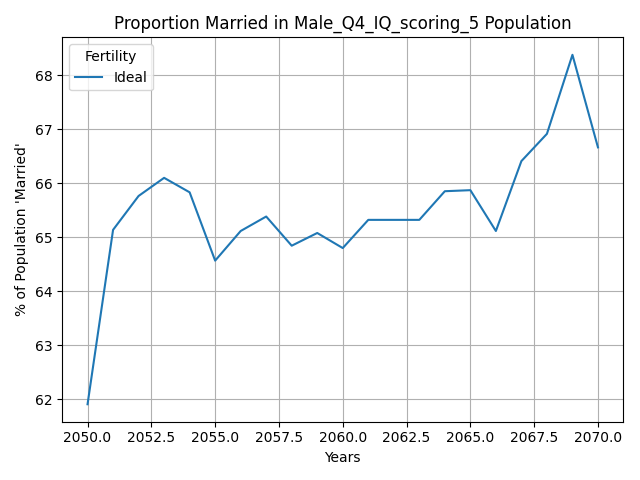 Proportion Married in Male_Q4_IQ_scoring_5 Population
Fertility
Ideal
% of Population 'Married'
68
67
66
65
64
63
62
2050.0 2052.5 2055.0 2057.5 2060.0 2062.5 2065.0 2067.5 2070.0
Years